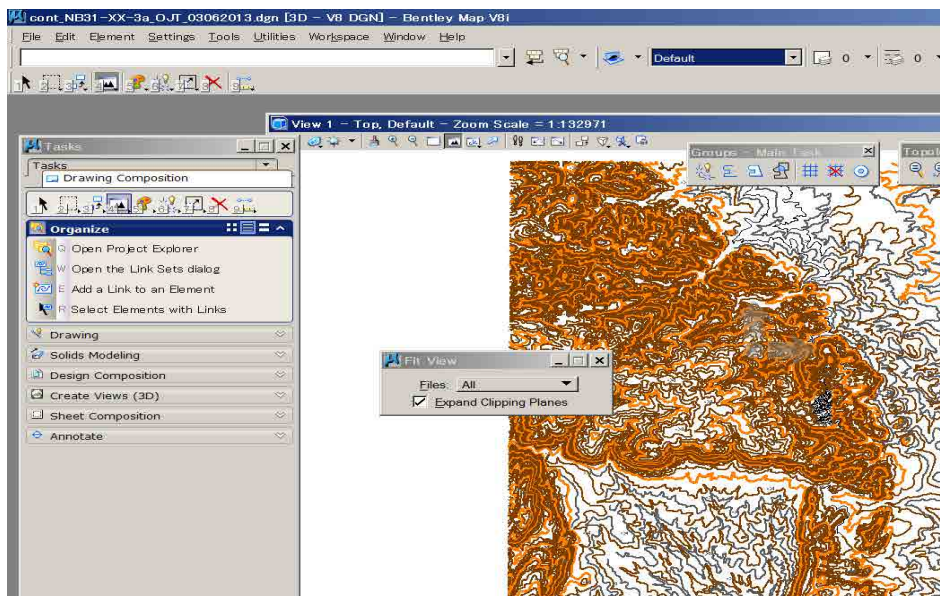 cont_NB31-XX-3a_OJT_03062013.dgn [3D - V8 DGN] - Bentley Map V8i
File Edit Element Settings Tools Utilities Workspace Window Help
Default 0 0
View 1 - Top, Default - Zoom Scale = 1:132971
Tasks
Tasks
Drawing Composition
Groups - Main Task
Organize
Q Open Project Explorer
W Open the Link Sets dialog
E Add a Link to an Element
R Select Elements with Links
Drawing
Solids Modeling
Design Composition
Create Views (3D)
Sheet Composition
Annotate
Fit View
Files: All
Expand Clipping Planes